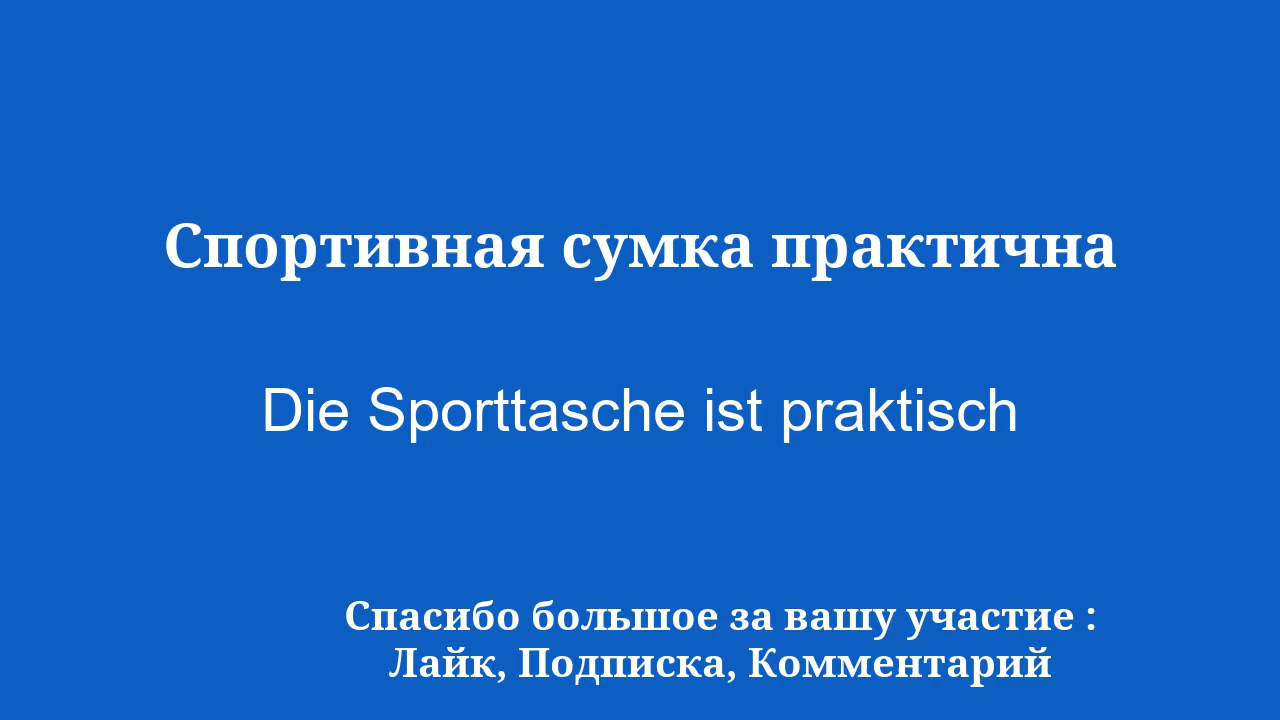 Спортивная сумка практична
Die Sporttasche ist praktisch
Спасибо большое за вашу участие :
Лайк, Подписка, Комментарий